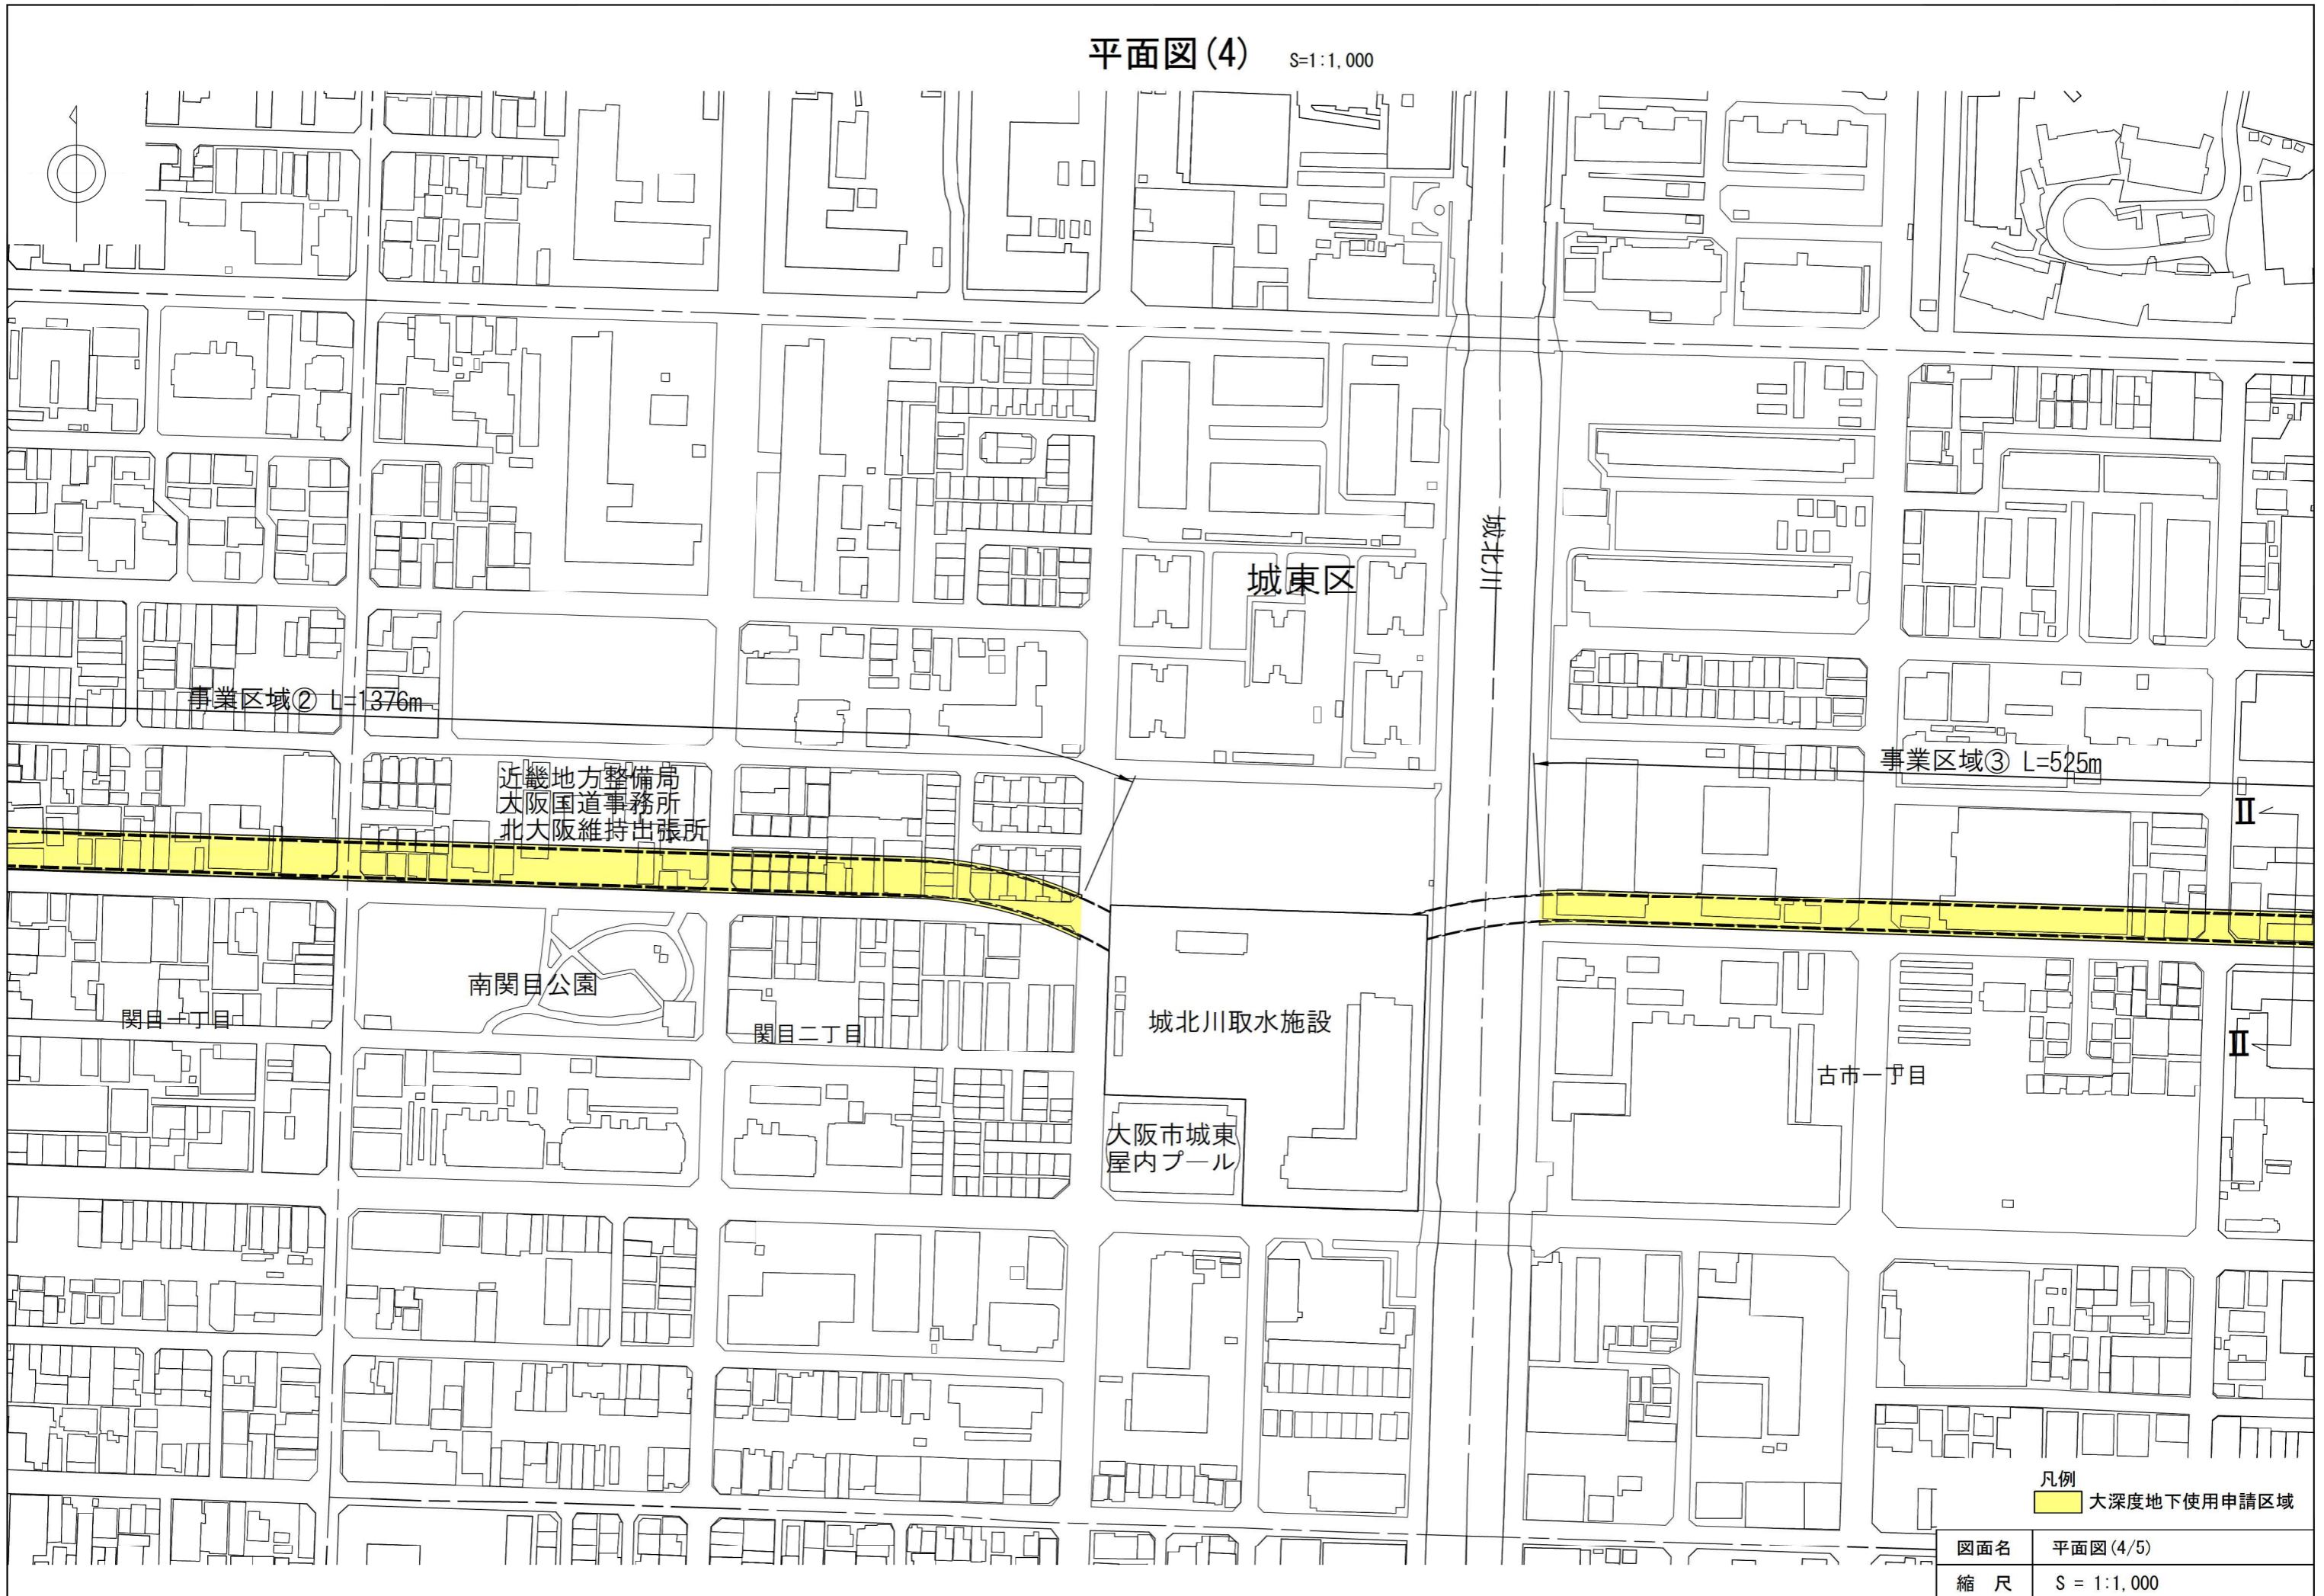 平面図(4) S=1:1,000
城東区
城北川
事業区域② L=1376m
事業区域③ L=525m
近畿地方整備局
大阪国道事務所
北大阪維持出張所
Ⅱ
南関目公園
関目一丁目
関目二丁目
城北川取水施設
Ⅱ
古市一丁目
大阪市城東
屋内プール
凡例
大深度地下使用申請区域
図面名 平面図(4/5)
縮 尺 S = 1:1,000